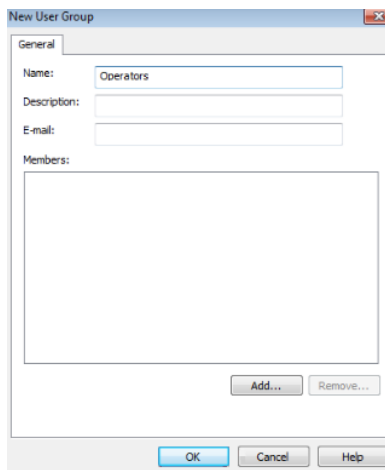 New User Group
General
Name: Operators
Description:
E-mail:
Members:
Add... Remove...
OK Cancel Help